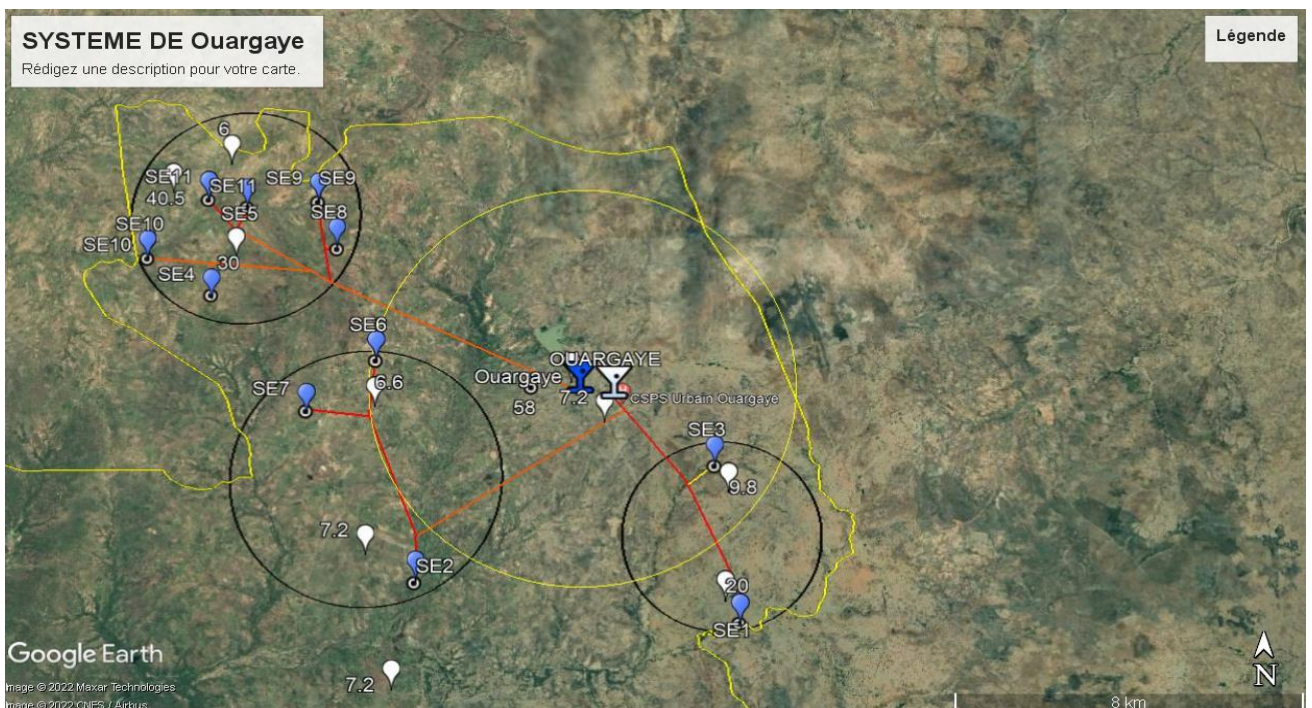 SYSTEME DE Ouargaye
Rédigez une description pour votre carte.
Légende
6
SE11
SE11
40.5
SE9
SE9
SE5
SE8
SE10
SE10
SE4
30
SE6
OUARGAYE
Ouargaye
6.6
SE7
7.2
CSPS Urbain Ouargaye
58
SE3
9.8
7.2
SE2
20
SE1
7.2
Google Earth
Image © 2022 Maxar Technologies
Image © 2022 CNES / Airbus
N
8 km